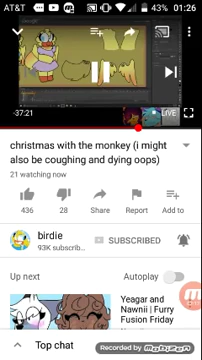 43% 01:26
-37:21 LIVE
christmas with the monkey (i might
also be coughing and dying oops)
21 watching now
436 28 Share Report Add to
birdie
93K subscrib... SUBSCRIBED
Up next Autoplay
Yeagar and
Nawnii | Furry
Fusion Friday
Top chat
Recorded by
Mobizen